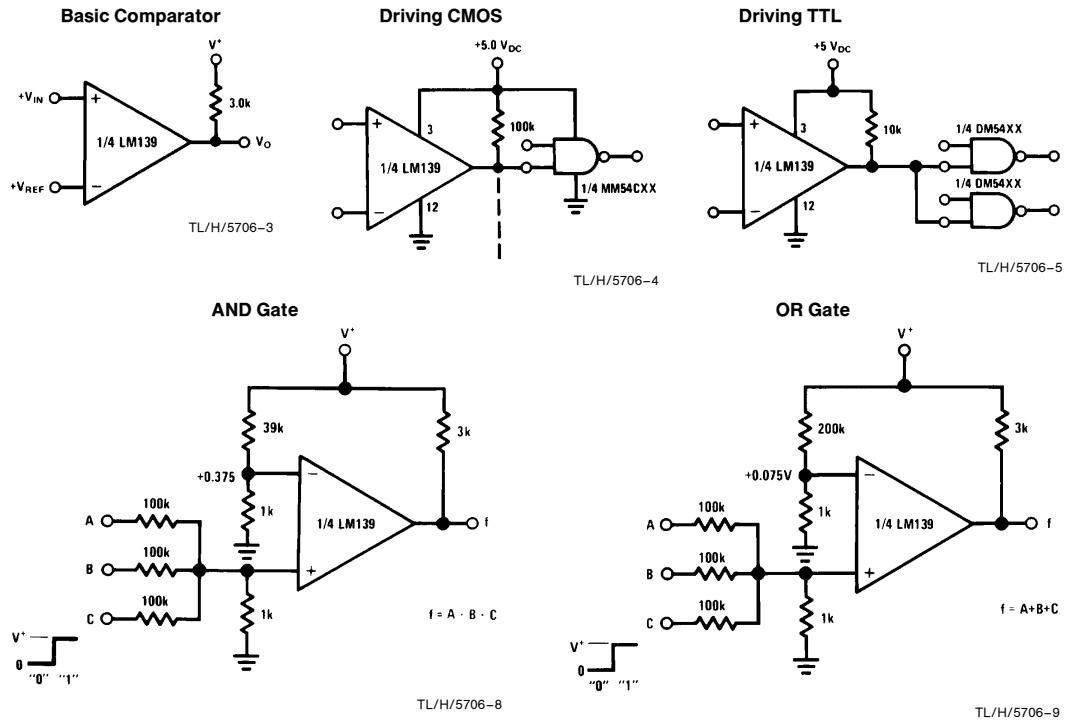 Basic Comparator
V+
+VIN
+
3.0k
1/4 LM139
VO
+VREF
−
TL/H/5706–3
Driving CMOS
+5.0 VDC
+
3
100k
1/4 LM139
−
12
1/4 MM54CXX
TL/H/5706–4
Driving TTL
+5 VDC
+
3
10k
1/4 DM54XX
1/4 LM139
1/4 DM54XX
−
12
TL/H/5706–5
AND Gate
V+
39k
3k
+0.375
−
100k
1k
A
1/4 LM139
f
100k
B
+
100k
C
1k
f = A · B · C
V+
0
"0" "1"
TL/H/5706–8
OR Gate
V+
200k
3k
+0.075V
−
100k
1k
A
1/4 LM139
f
100k
B
+
100k
C
1k
f = A+B+C
V+
0
"0" "1"
TL/H/5706–9